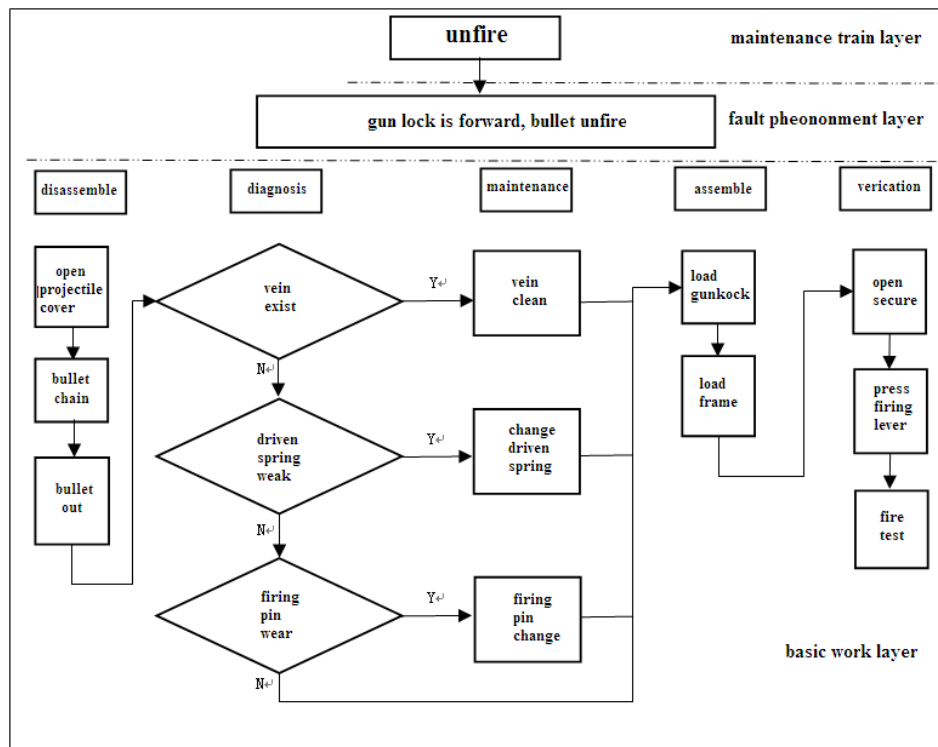 unfire
maintenance train layer
gun lock is forward, bullet unfire
fault pheononment layer
disassemble
diagnosis
maintenance
assemble
verication
open
projectile
cover
bullet
chain
bullet
out
vein
exist
Y↵
N↵
driven
spring
weak
Y↵
N↵
firing
pin
wear
Y↵
N↵
vein
clean
change
driven
spring
firing
pin
change
load
gunkock
load
frame
open
secure
press
firing
lever
fire
test
basic work layer